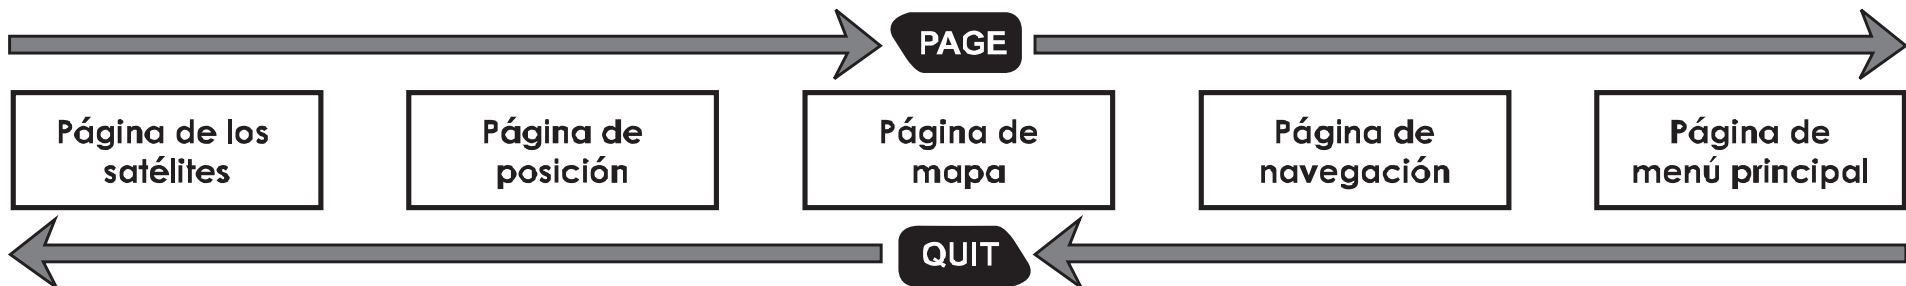 PAGE
Página de los
satélites
Página de
posición
Página de
mapa
Página de
navegación
Página de
menú principal
QUIT